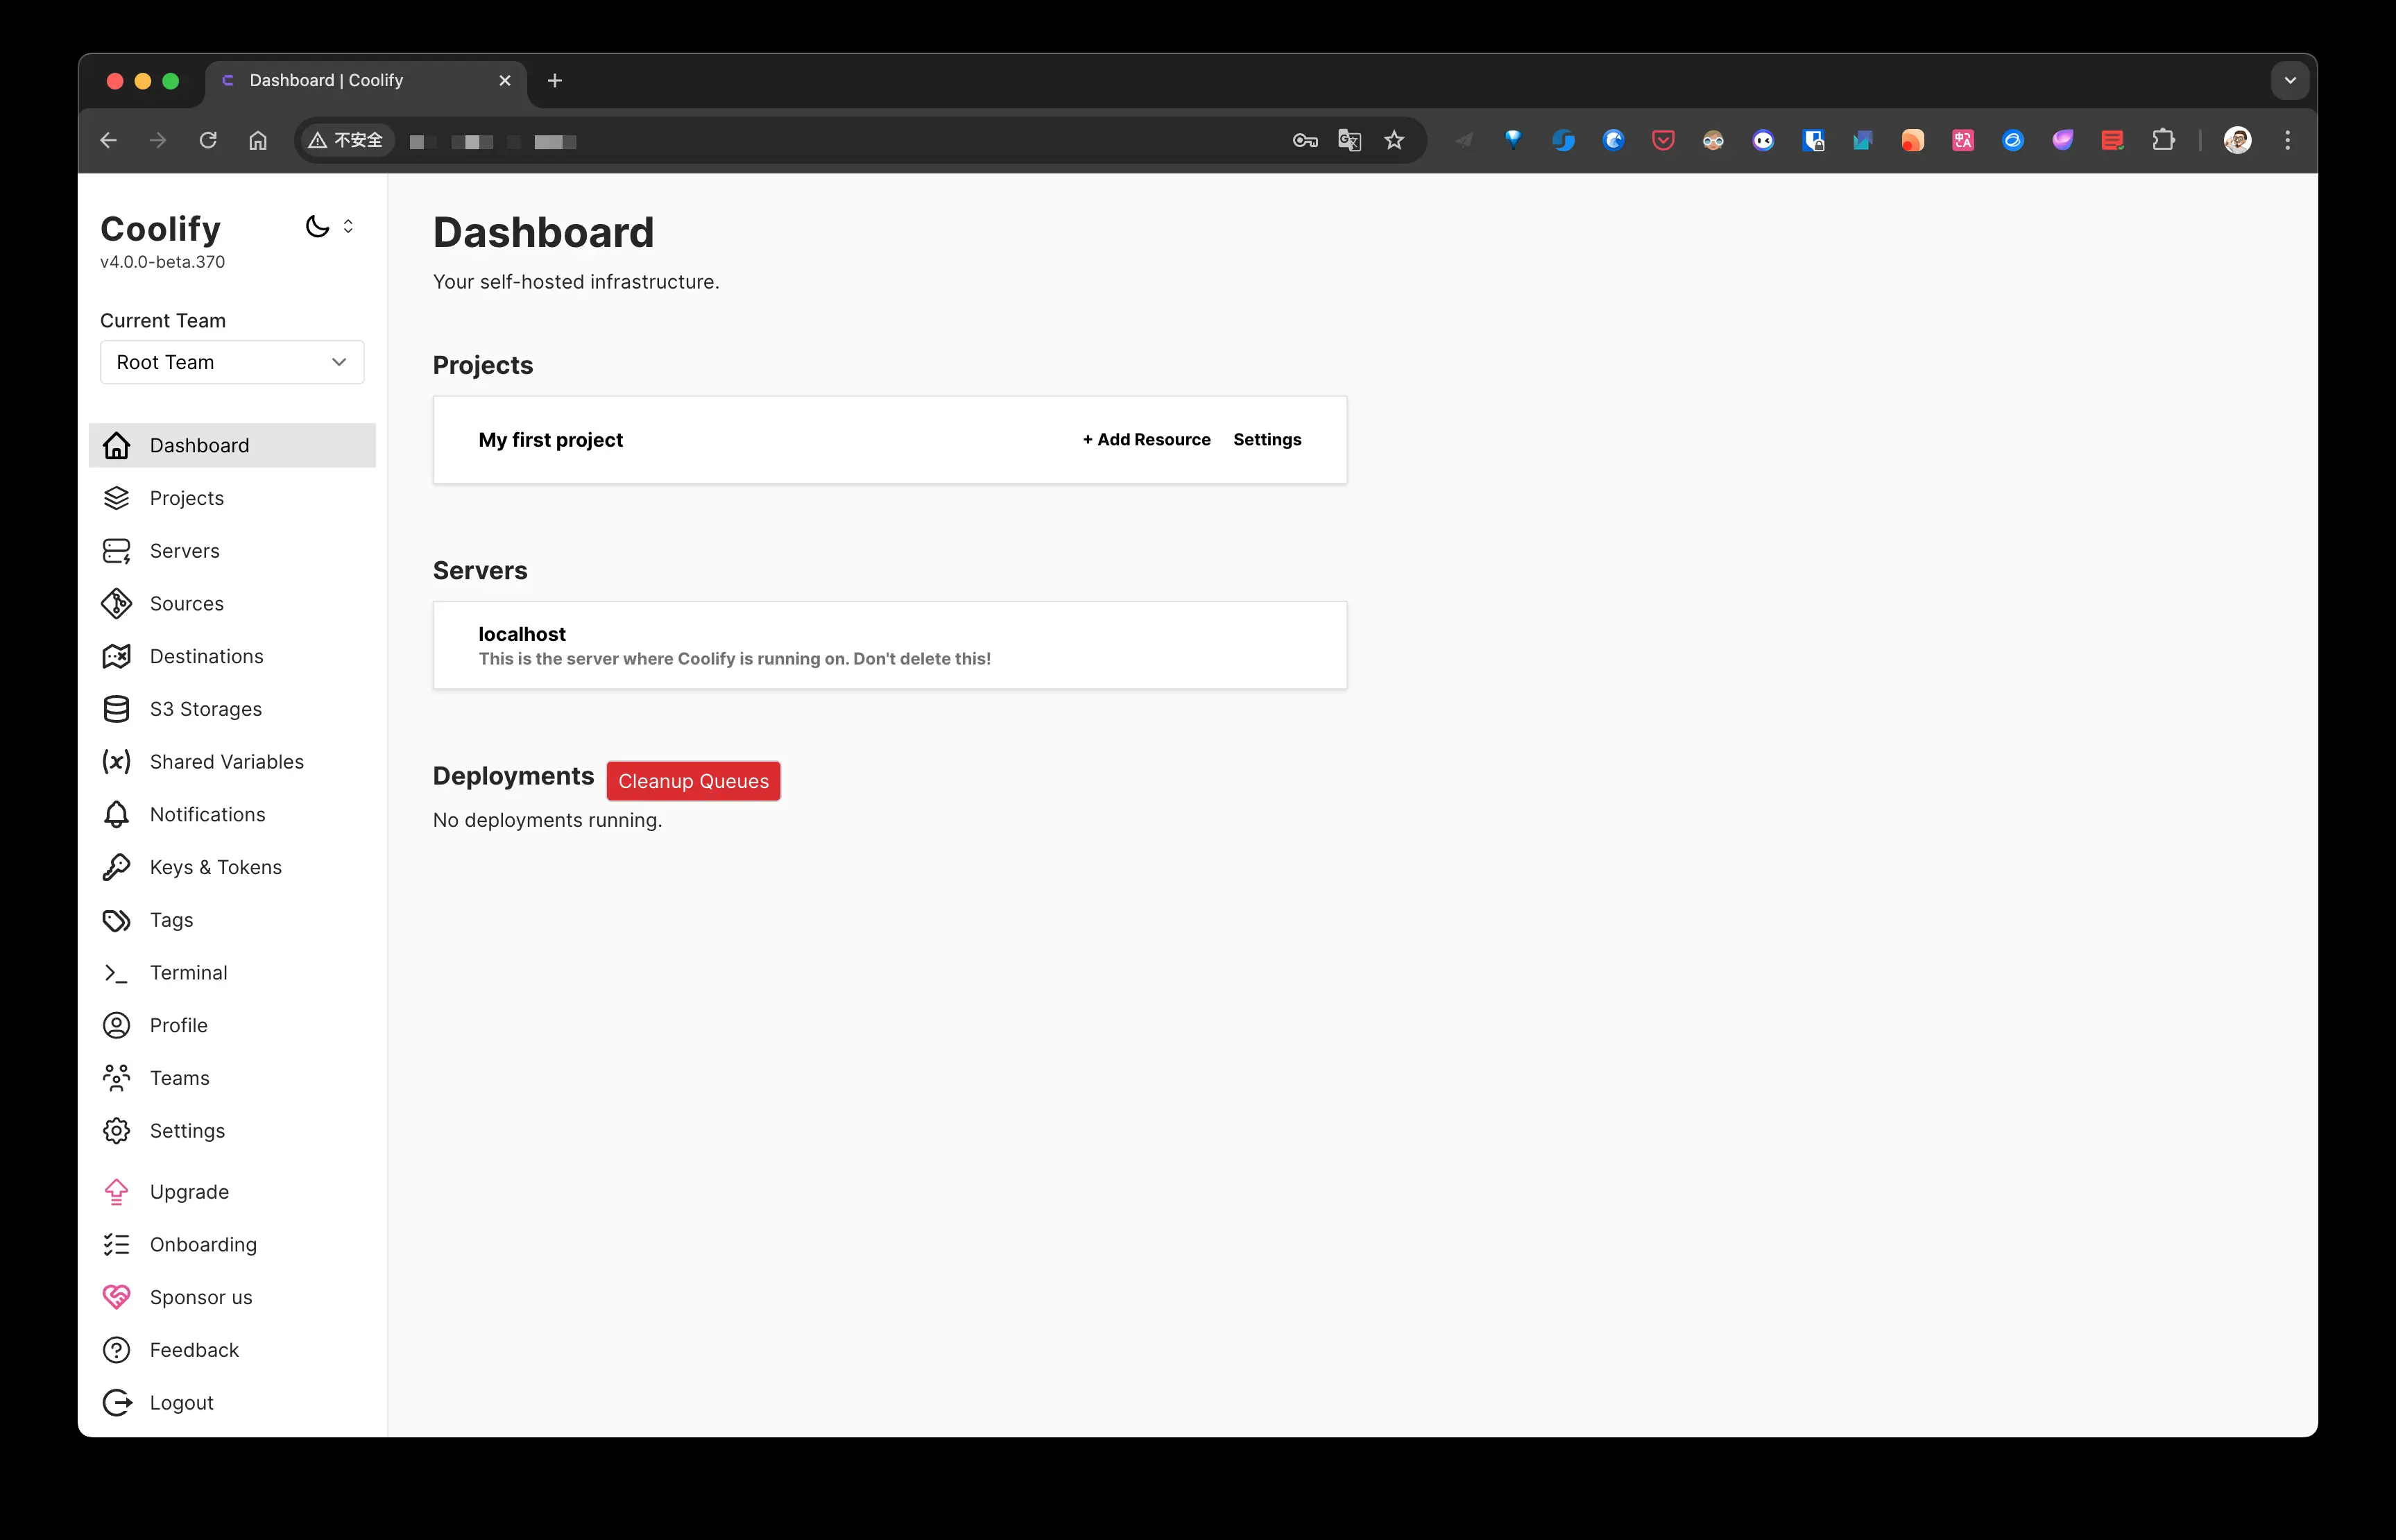 Dashboard | Coolify
不安全
Coolify
v4.0.0-beta.370
Current Team
Root Team
Dashboard
Projects
Servers
Sources
Destinations
S3 Storages
Shared Variables
Notifications
Keys & Tokens
Tags
Terminal
Profile
Teams
Settings
Upgrade
Onboarding
Sponsor us
Feedback
Logout
Dashboard
Your self-hosted infrastructure.
Projects
My first project
+ Add Resource Settings
Servers
localhost
This is the server where Coolify is running on. Don't delete this!
Deployments Cleanup Queues
No deployments running.